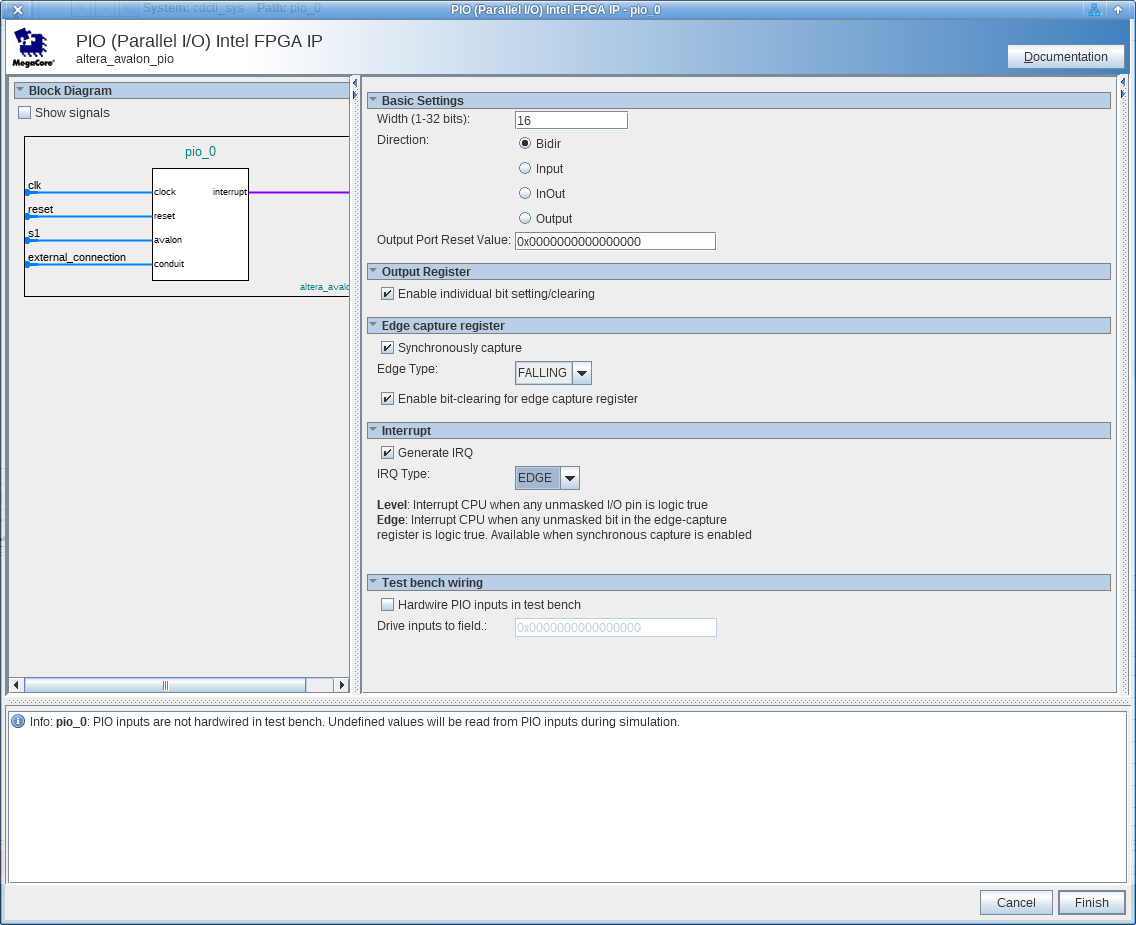 System: cdctl_sys Path: pio_0
PIO (Parallel I/O) Intel FPGA IP - pio_0
PIO (Parallel I/O) Intel FPGA IP
altera_avalon_pio
MegaCore®
Documentation
Block Diagram
Show signals
pio_0
clk
clock
interrupt
reset
reset
s1
avalon
external_connection
conduit
altera_avalo
Basic Settings
Width (1-32 bits): 16
Direction: Bidir
Input
InOut
Output
Output Port Reset Value: 0x0000000000000000
Output Register
Enable individual bit setting/clearing
Edge capture register
Synchronously capture
Edge Type: FALLING
Enable bit-clearing for edge capture register
Interrupt
Generate IRQ
IRQ Type: EDGE
Level: Interrupt CPU when any unmasked I/O pin is logic true
Edge: Interrupt CPU when any unmasked bit in the edge-capture
register is logic true. Available when synchronous capture is enabled
Test bench wiring
Hardwire PIO inputs in test bench
Drive inputs to field.: 0x0000000000000000
Info: pio_0: PIO inputs are not hardwired in test bench. Undefined values will be read from PIO inputs during simulation.
Cancel
Finish